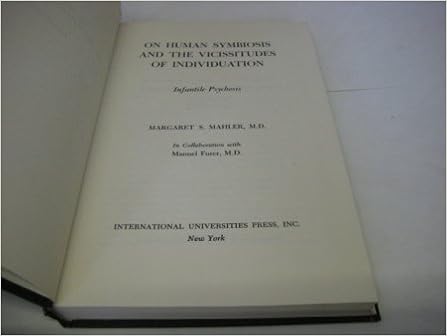 ON HUMAN SYMBIOSIS
AND THE VICISSITUDES
OF INDIVIDUATION
Infantile Psychosis
MARGARET S. MAHLER, M.D.
In Collaboration with
Manuel Furer, M.D.
INTERNATIONAL UNIVERSITIES PRESS, INC.
New York